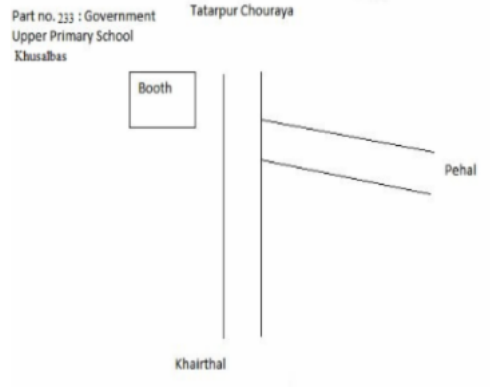 Part no. 233 : Government
Upper Primary School
Khusalbas
Tatarpur Chouraya
Booth
Pehal
Khairthal